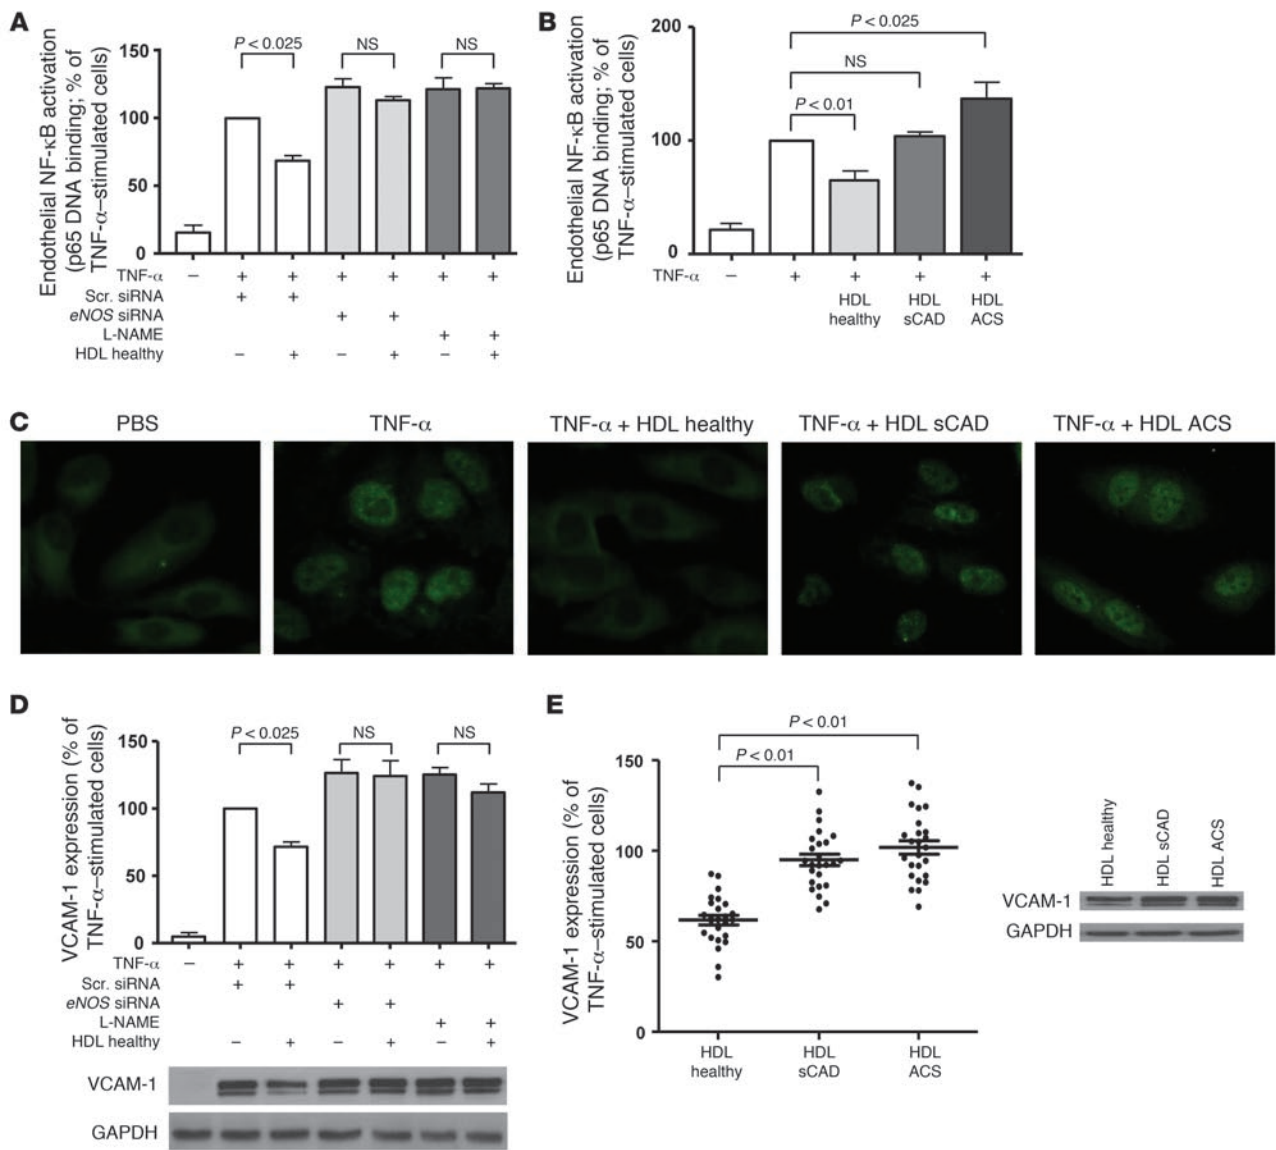 A
Endothelial NF-κB activation
(p65 DNA binding; % of
TNF-α–stimulated cells)
150
100
50
0
P < 0.025
NS
NS
TNF-α – + + + + + +
Scr. siRNA + +
eNOS siRNA + +
L-NAME + +
HDL healthy – + – + – +
B
Endothelial NF-κB activation
(p65 DNA binding; % of
TNF-α–stimulated cells)
200
100
0
P < 0.025
NS
P < 0.01
TNF-α – + + + +
HDL healthy
HDL sCAD
HDL ACS
C
PBS
TNF-α
TNF-α + HDL healthy
TNF-α + HDL sCAD
TNF-α + HDL ACS
D
VCAM-1 expression (% of
TNF-α–stimulated cells)
150
100
50
0
P < 0.025
NS
NS
TNF-α – + + + + + +
Scr. siRNA + +
eNOS siRNA + +
L-NAME + +
HDL healthy – + – + – +
VCAM-1
GAPDH
E
VCAM-1 expression (% of
TNF-α–stimulated cells)
150
100
50
0
P < 0.01
P < 0.01
HDL healthy
HDL sCAD
HDL ACS
HDL healthy
HDL sCAD
HDL ACS
VCAM-1
GAPDH